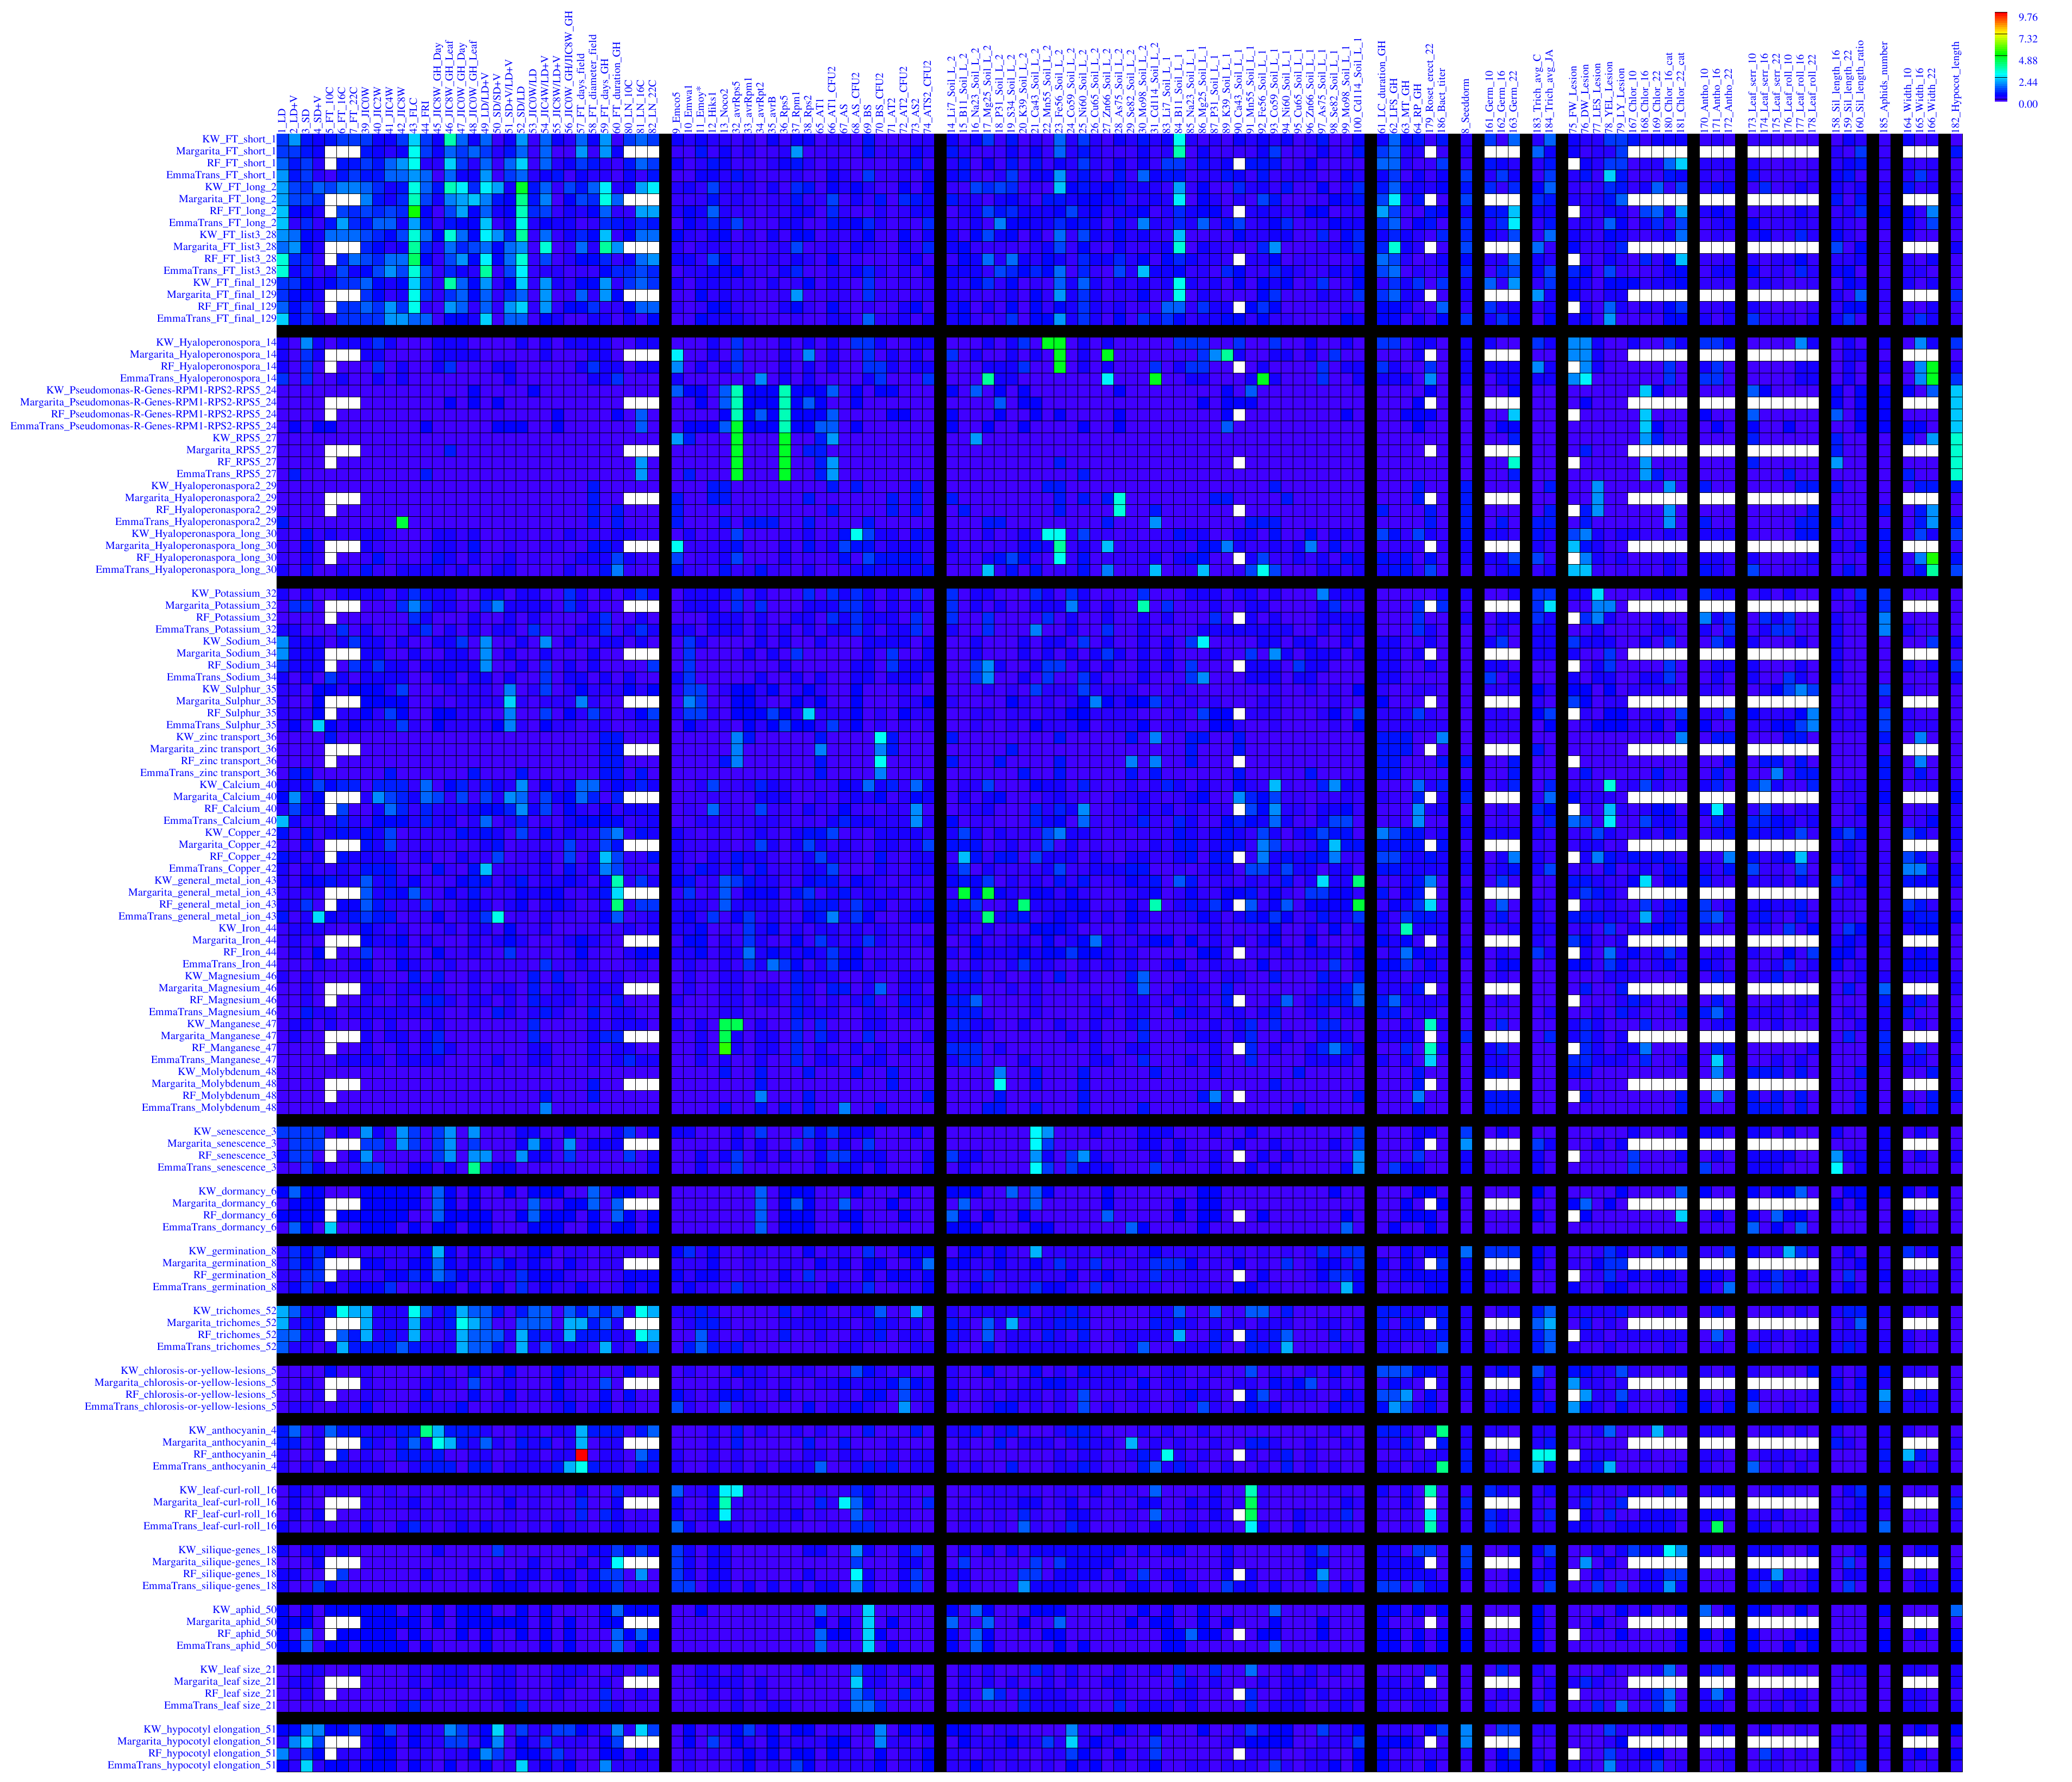 1_LD
2_LD+V
3_SD
4_SD+V
5_FT_10C
6_FT_16C
7_FT_22C
39_JIC0W
40_JIC2W
41_JIC4W
42_JIC8W
43_FLC
44_FRI
45_JIC8W_GH_Day
46_JIC8W_GH_Leaf
47_JIC0W_GH_Day
48_JIC0W_GH_Leaf
49_LD/LD+V
50_SD/SD+V
51_SD+V/LD+V
52_SD/LD
53_JIC0W/LD
54_JIC4W/LD+V
55_JIC8W/LD+V
56_JIC0W_GH/JIC8W_GH
57_FT_days_field
58_FT_diameter_field
59_FT_days_GH
60_FT_duration_GH
80_LN_10C
81_LN_16C
82_LN_22C
9_Emco5
10_Emwa1
11_Emoy*
12_Hiks1
13_Noco2
32_avrRps5
33_avrRpm1
34_avrRpt2
35_avrB
36_Rps5
37_Rpm1
38_Rps2
65_AT1
66_AT1_CFU2
67_AS
68_AS_CFU2
69_BS
70_BS_CFU2
71_AT2
72_AT2_CFU2
73_AS2
74_ATS2_CFU2
14_Li7_Soil_L_2
15_B11_Soil_L_2
16_Na23_Soil_L_2
17_Mg25_Soil_L_2
18_P31_Soil_L_2
19_S34_Soil_L_2
20_K39_Soil_L_2
21_Ca43_Soil_L_2
22_Mn55_Soil_L_2
23_Fe56_Soil_L_2
24_Co59_Soil_L_2
25_Ni60_Soil_L_2
26_Cu65_Soil_L_2
27_Zn66_Soil_L_2
28_As75_Soil_L_2
29_Se82_Soil_L_2
30_Mo98_Soil_L_2
31_Cd114_Soil_L_2
83_Li7_Soil_L_1
84_B11_Soil_L_1
85_Na23_Soil_L_1
86_Mg25_Soil_L_1
87_P31_Soil_L_1
89_K39_Soil_L_1
90_Ca43_Soil_L_1
91_Mn55_Soil_L_1
92_Fe56_Soil_L_1
93_Co59_Soil_L_1
94_Ni60_Soil_L_1
95_Cu65_Soil_L_1
96_Zn66_Soil_L_1
97_As75_Soil_L_1
98_Se82_Soil_L_1
99_Mo98_Soil_L_1
100_Cd114_Soil_L_1
61_LC_duration_GH
62_LFS_GH
63_MT_GH
64_RP_GH
179_Roset_erect_22
186_Bact_titer
8_Seeddorm
161_Germ_10
162_Germ_16
163_Germ_22
183_Trich_avg_C
184_Trich_avg_JA
75_FW_Lesion
76_DW_Lesion
77_LES_Lesion
78_YEL_Lesion
79_LY_Lesion
167_Chlor_10
168_Chlor_16
169_Chlor_22
180_Chlor_16_cat
181_Chlor_22_cat
170_Antho_10
171_Antho_16
172_Antho_22
173_Leaf_serr_10
174_Leaf_serr_16
175_Leaf_serr_22
176_Leaf_roll_10
177_Leaf_roll_16
178_Leaf_roll_22
158_Sil_length_16
159_Sil_length_22
160_Sil_length_ratio
185_Aphids_number
164_Width_10
165_Width_16
166_Width_22
182_Hypocot_length
9.76
7.32
4.88
2.44
0.00
KW_FT_short_1
Margarita_FT_short_1
RF_FT_short_1
EmmaTrans_FT_short_1
KW_FT_long_2
Margarita_FT_long_2
RF_FT_long_2
EmmaTrans_FT_long_2
KW_FT_list3_28
Margarita_FT_list3_28
RF_FT_list3_28
EmmaTrans_FT_list3_28
KW_FT_final_129
Margarita_FT_final_129
RF_FT_final_129
EmmaTrans_FT_final_129
KW_Hyaloperonospora_14
Margarita_Hyaloperonospora_14
RF_Hyaloperonospora_14
EmmaTrans_Hyaloperonospora_14
KW_Pseudomonas-R-Genes-RPM1-RPS2-RPS5_24
Margarita_Pseudomonas-R-Genes-RPM1-RPS2-RPS5_24
RF_Pseudomonas-R-Genes-RPM1-RPS2-RPS5_24
EmmaTrans_Pseudomonas-R-Genes-RPM1-RPS2-RPS5_24
KW_RPS5_27
Margarita_RPS5_27
RF_RPS5_27
EmmaTrans_RPS5_27
KW_Hyaloperonaspora2_29
Margarita_Hyaloperonaspora2_29
RF_Hyaloperonaspora2_29
EmmaTrans_Hyaloperonaspora2_29
KW_Hyaloperonaspora_long_30
Margarita_Hyaloperonaspora_long_30
RF_Hyaloperonaspora_long_30
EmmaTrans_Hyaloperonaspora_long_30
KW_Potassium_32
Margarita_Potassium_32
RF_Potassium_32
EmmaTrans_Potassium_32
KW_Sodium_34
Margarita_Sodium_34
RF_Sodium_34
EmmaTrans_Sodium_34
KW_Sulphur_35
Margarita_Sulphur_35
RF_Sulphur_35
EmmaTrans_Sulphur_35
KW_zinc transport_36
Margarita_zinc transport_36
RF_zinc transport_36
EmmaTrans_zinc transport_36
KW_Calcium_40
Margarita_Calcium_40
RF_Calcium_40
EmmaTrans_Calcium_40
KW_Copper_42
Margarita_Copper_42
RF_Copper_42
EmmaTrans_Copper_42
KW_general_metal_ion_43
Margarita_general_metal_ion_43
RF_general_metal_ion_43
EmmaTrans_general_metal_ion_43
KW_Iron_44
Margarita_Iron_44
RF_Iron_44
EmmaTrans_Iron_44
KW_Magnesium_46
Margarita_Magnesium_46
RF_Magnesium_46
EmmaTrans_Magnesium_46
KW_Manganese_47
Margarita_Manganese_47
RF_Manganese_47
EmmaTrans_Manganese_47
KW_Molybdenum_48
Margarita_Molybdenum_48
RF_Molybdenum_48
EmmaTrans_Molybdenum_48
KW_senescence_3
Margarita_senescence_3
RF_senescence_3
EmmaTrans_senescence_3
KW_dormancy_6
Margarita_dormancy_6
RF_dormancy_6
EmmaTrans_dormancy_6
KW_germination_8
Margarita_germination_8
RF_germination_8
EmmaTrans_germination_8
KW_trichomes_52
Margarita_trichomes_52
RF_trichomes_52
EmmaTrans_trichomes_52
KW_chlorosis-or-yellow-lesions_5
Margarita_chlorosis-or-yellow-lesions_5
RF_chlorosis-or-yellow-lesions_5
EmmaTrans_chlorosis-or-yellow-lesions_5
KW_anthocyanin_4
Margarita_anthocyanin_4
RF_anthocyanin_4
EmmaTrans_anthocyanin_4
KW_leaf-curl-roll_16
Margarita_leaf-curl-roll_16
RF_leaf-curl-roll_16
EmmaTrans_leaf-curl-roll_16
KW_silique-genes_18
Margarita_silique-genes_18
RF_silique-genes_18
EmmaTrans_silique-genes_18
KW_aphid_50
Margarita_aphid_50
RF_aphid_50
EmmaTrans_aphid_50
KW_leaf size_21
Margarita_leaf size_21
RF_leaf size_21
EmmaTrans_leaf size_21
KW_hypocotyl elongation_51
Margarita_hypocotyl elongation_51
RF_hypocotyl elongation_51
EmmaTrans_hypocotyl elongation_51